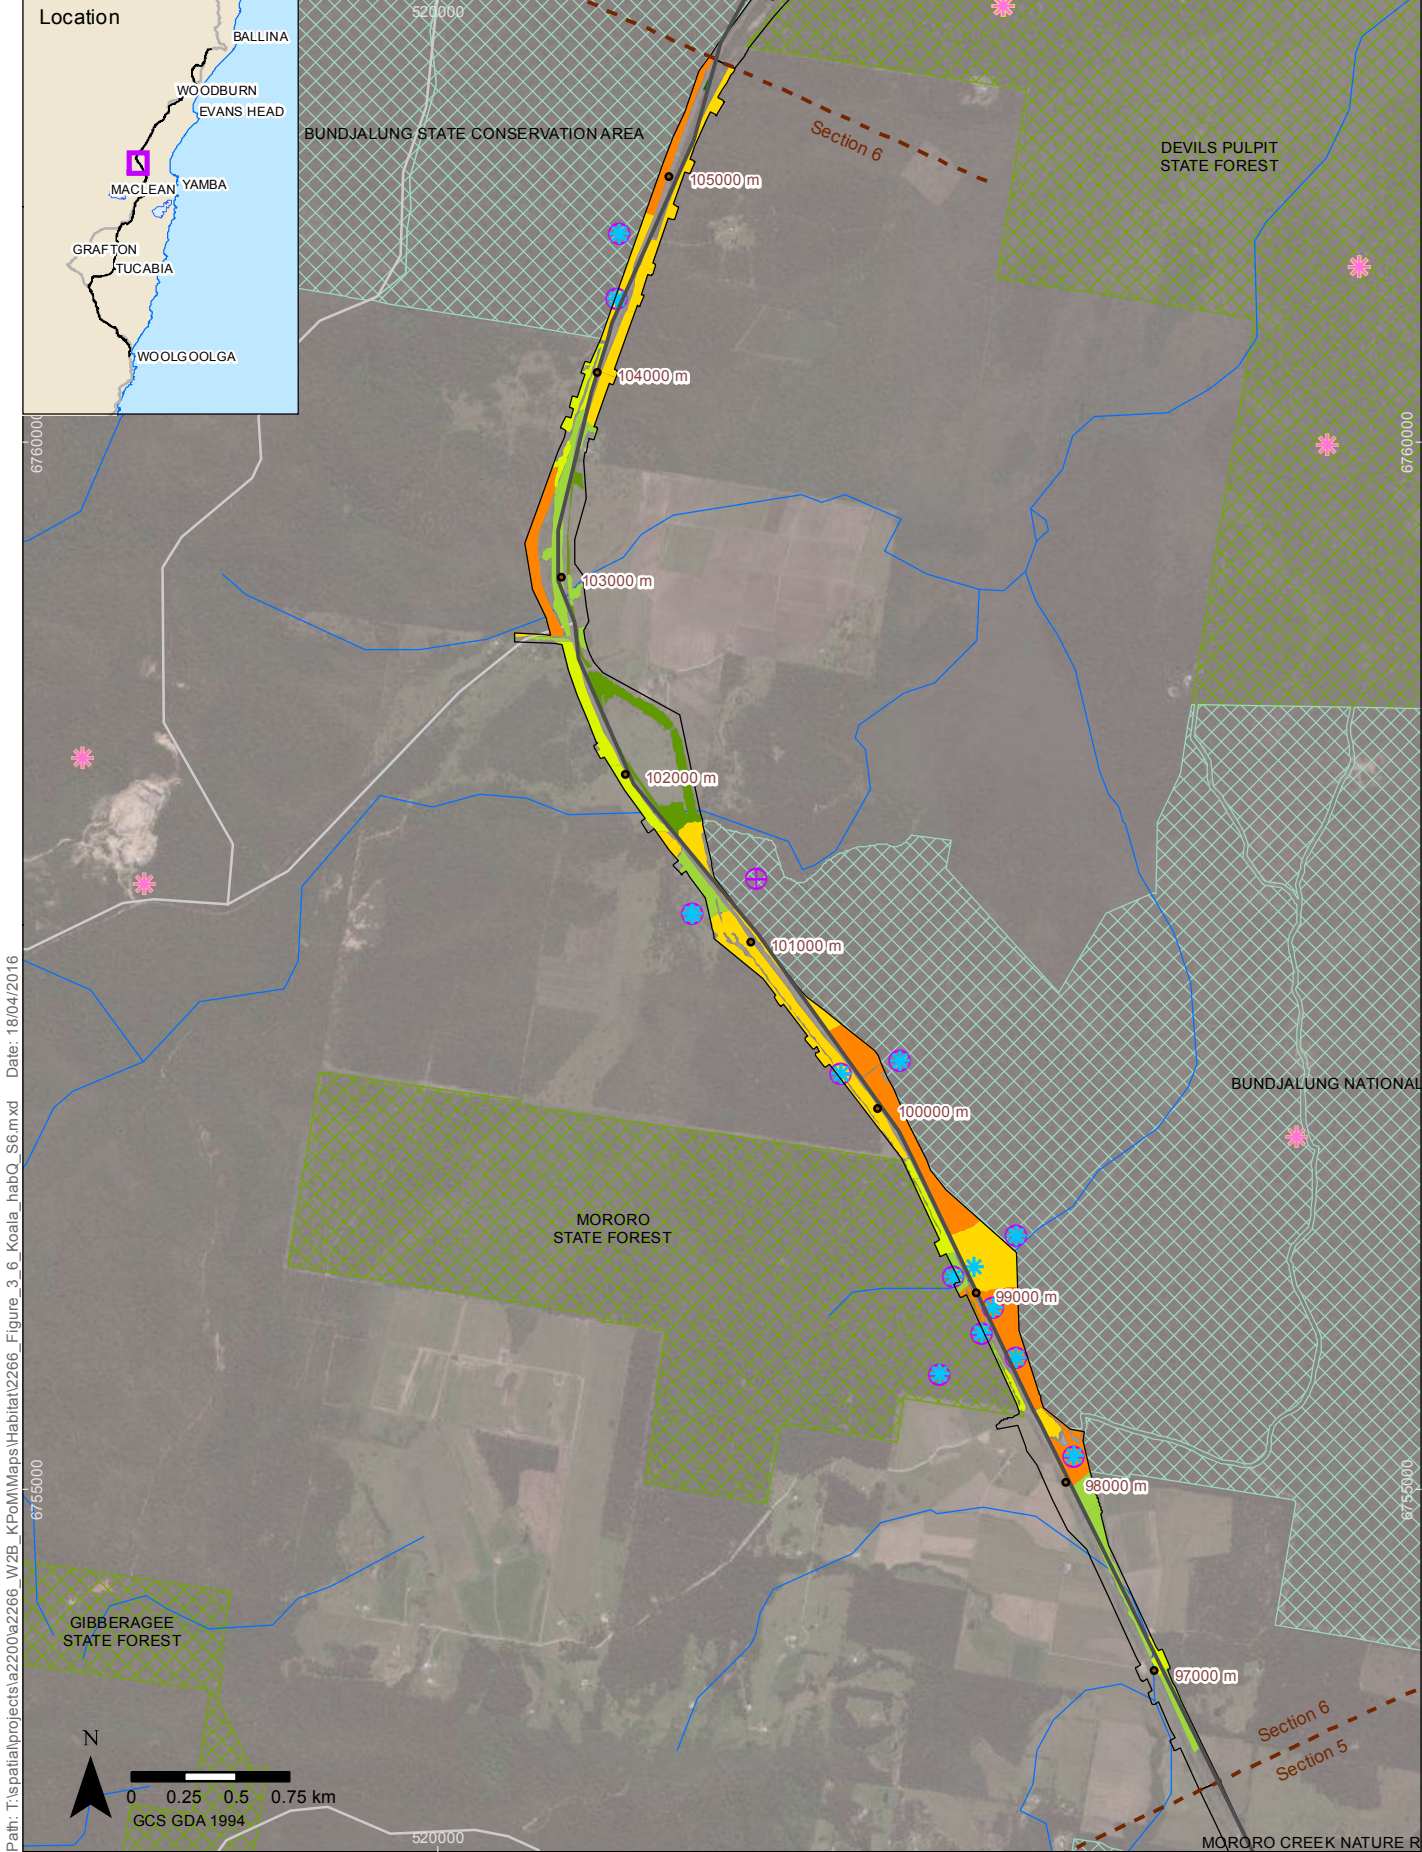 Location
BALLINA
WOODBURN
EVANS HEAD
MACLEAN
YAMBA
GRAFTON
TUCABIA
WOOLGOOLGA
520000
BUNDJALUNG STATE CONSERVATION AREA
Section 6
DEVILS PULPIT
STATE FOREST
105000 m
104000 m
6760000
6760000
103000 m
102000 m
101000 m
100000 m
BUNDJALUNG NATIONAL
MORORO
STATE FOREST
99000 m
98000 m
6755000
6755000
GIBBERAGEE
STATE FOREST
97000 m
Section 6
Section 5
N
0 0.25 0.5 0.75 km
GCS GDA 1994
520000
MORORO CREEK NATURE R
Path: T:\spatial\projects\a2200\a2266_W2B_KPoM\Maps\Habitat\2266_Figure_3_6_Koala_habQ_S6.mxd Date: 18/04/2016